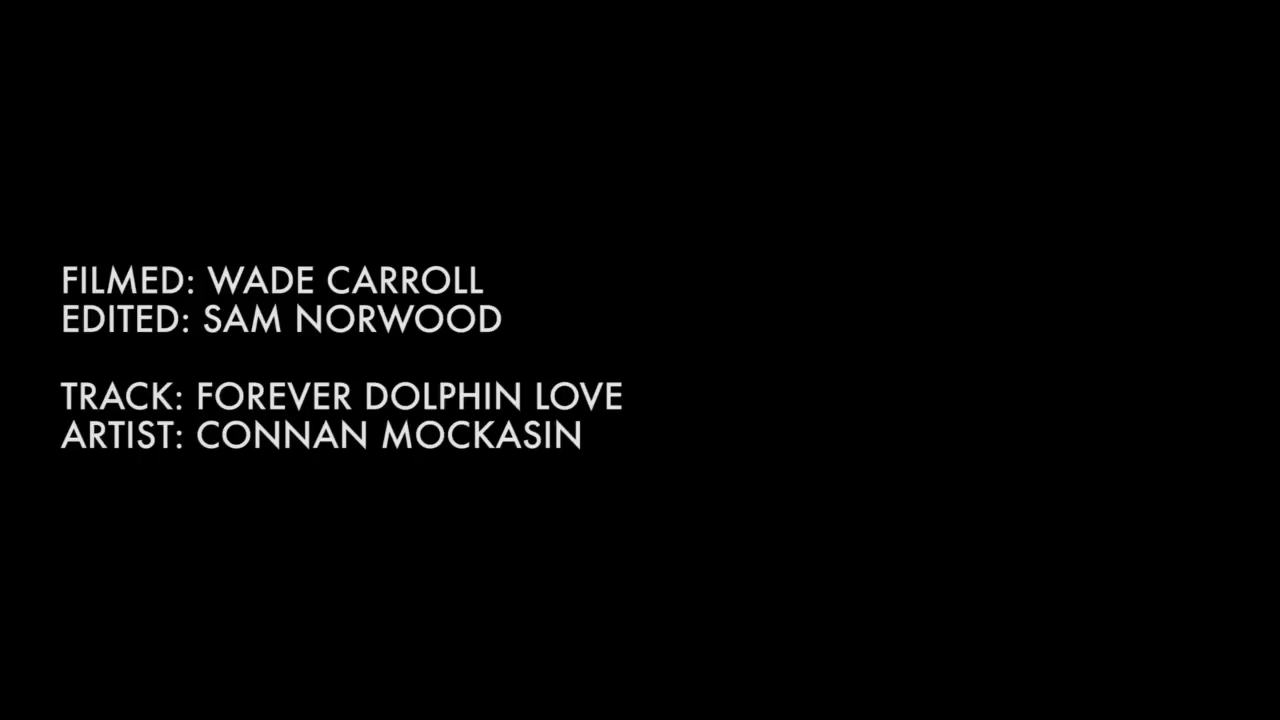 FILMED: WADE CARROLL
EDITED: SAM NORWOOD
TRACK: FOREVER DOLPHIN LOVE
ARTIST: CONNAN MOCKASIN